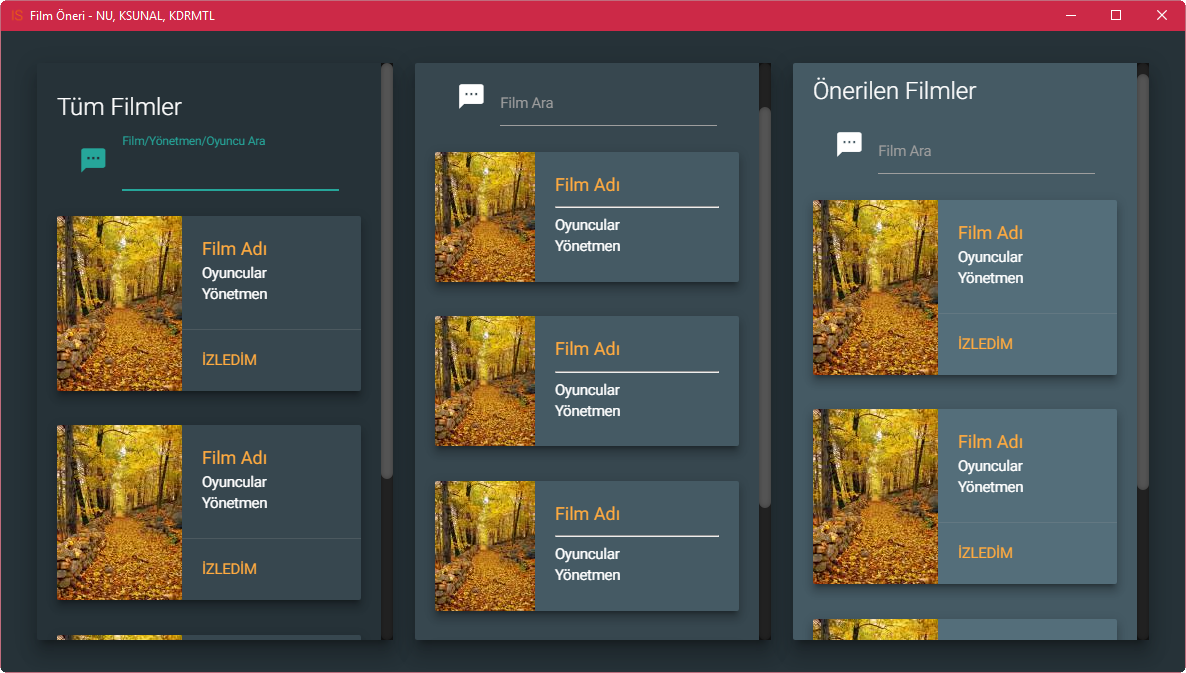 IS Film Öneri - NU, KSUNAL, KDRMTL
Tüm Filmler
Film/Yönetmen/Oyuncu Ara
Film Adı
Oyuncular
Yönetmen
İZLEDİM
Film Adı
Oyuncular
Yönetmen
İZLEDİM
Film Ara
Film Adı
Oyuncular
Yönetmen
Film Adı
Oyuncular
Yönetmen
Film Adı
Oyuncular
Yönetmen
Önerilen Filmler
Film Ara
Film Adı
Oyuncular
Yönetmen
İZLEDİM
Film Adı
Oyuncular
Yönetmen
İZLEDİM